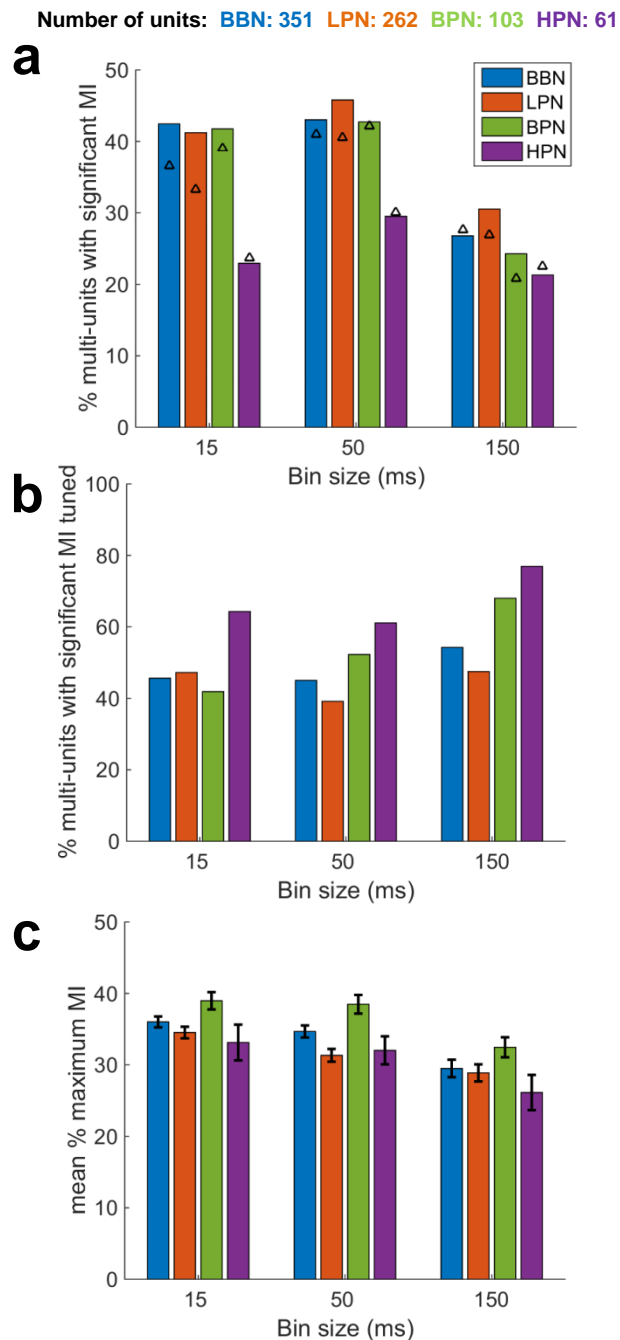 Number of units: BBN: 351 LPN: 262 BPN: 103 HPN: 61
a
% multi-units with significant MI
50
40
30
20
10
0
BBN
LPN
BPN
HPN
15 50 150
Bin size (ms)
b
% multi-units with significant MI tuned
100
80
60
40
20
0
15 50 150
Bin size (ms)
c
mean % maximum MI
50
40
30
20
10
0
15 50 150
Bin size (ms)